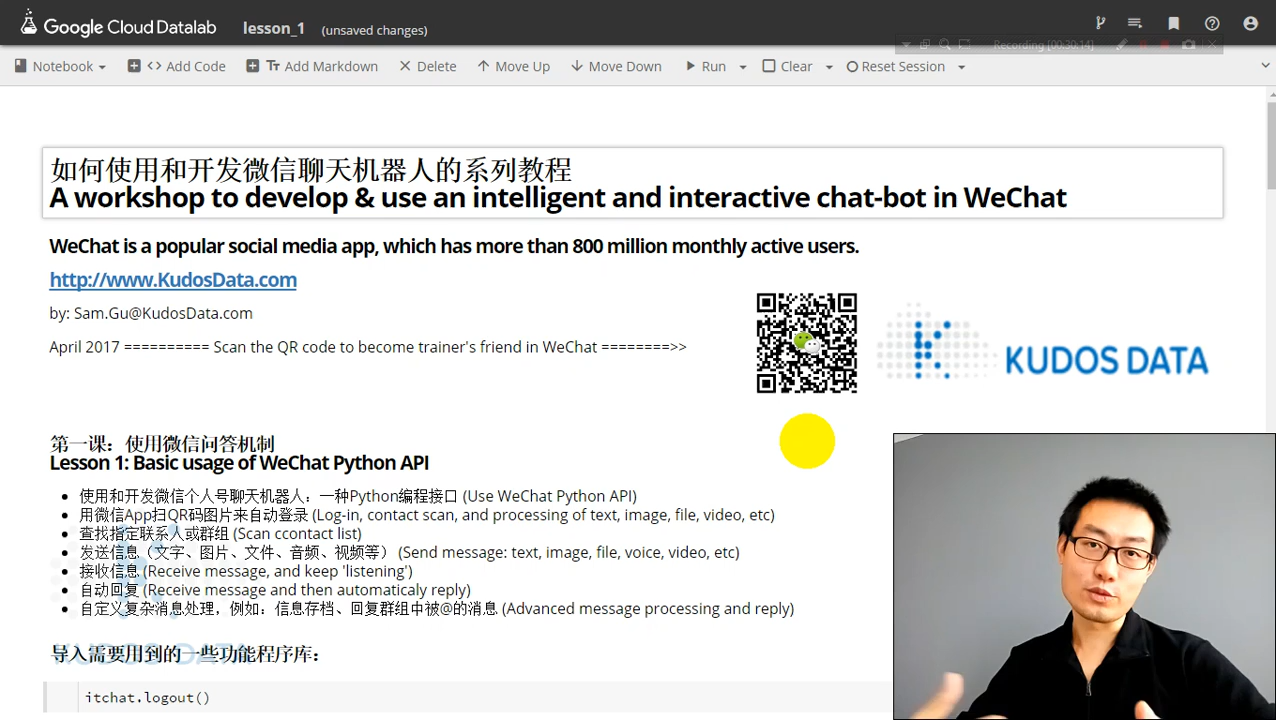 Google Cloud Datalab lesson_1 (unsaved changes)
Recording [00:30:14]
Notebook <> Add Code Tт Add Markdown Delete Move Up Move Down Run Clear Reset Session
如何使用和开发微信聊天机器人的系列教程
A workshop to develop & use an intelligent and interactive chat-bot in WeChat
WeChat is a popular social media app, which has more than 800 million monthly active users.
http://www.KudosData.com
by: Sam.Gu@KudosData.com
April 2017 ========== Scan the QR code to become trainer's friend in WeChat ========>>
KUDOS DATA
第一课：使用微信问答机制
Lesson 1: Basic usage of WeChat Python API
使用和开发微信个人号聊天机器人：一种Python编程接口 (Use WeChat Python API)
用微信App扫QR码图片来自动登录 (Log-in, contact scan, and processing of text, image, file, video, etc)
查找指定联系人或群组 (Scan ccontact list)
发送信息（文字、图片、文件、音频、视频等） (Send message: text, image, file, voice, video, etc)
接收信息 (Receive message, and keep 'listening')
自动回复 (Receive message and then automaticaly reply)
自定义复杂消息处理，例如：信息存档、回复群组中被@的消息 (Advanced message processing and reply)
KUDOS DATA
导入需要用到的一些功能程序库：
itchat.logout()